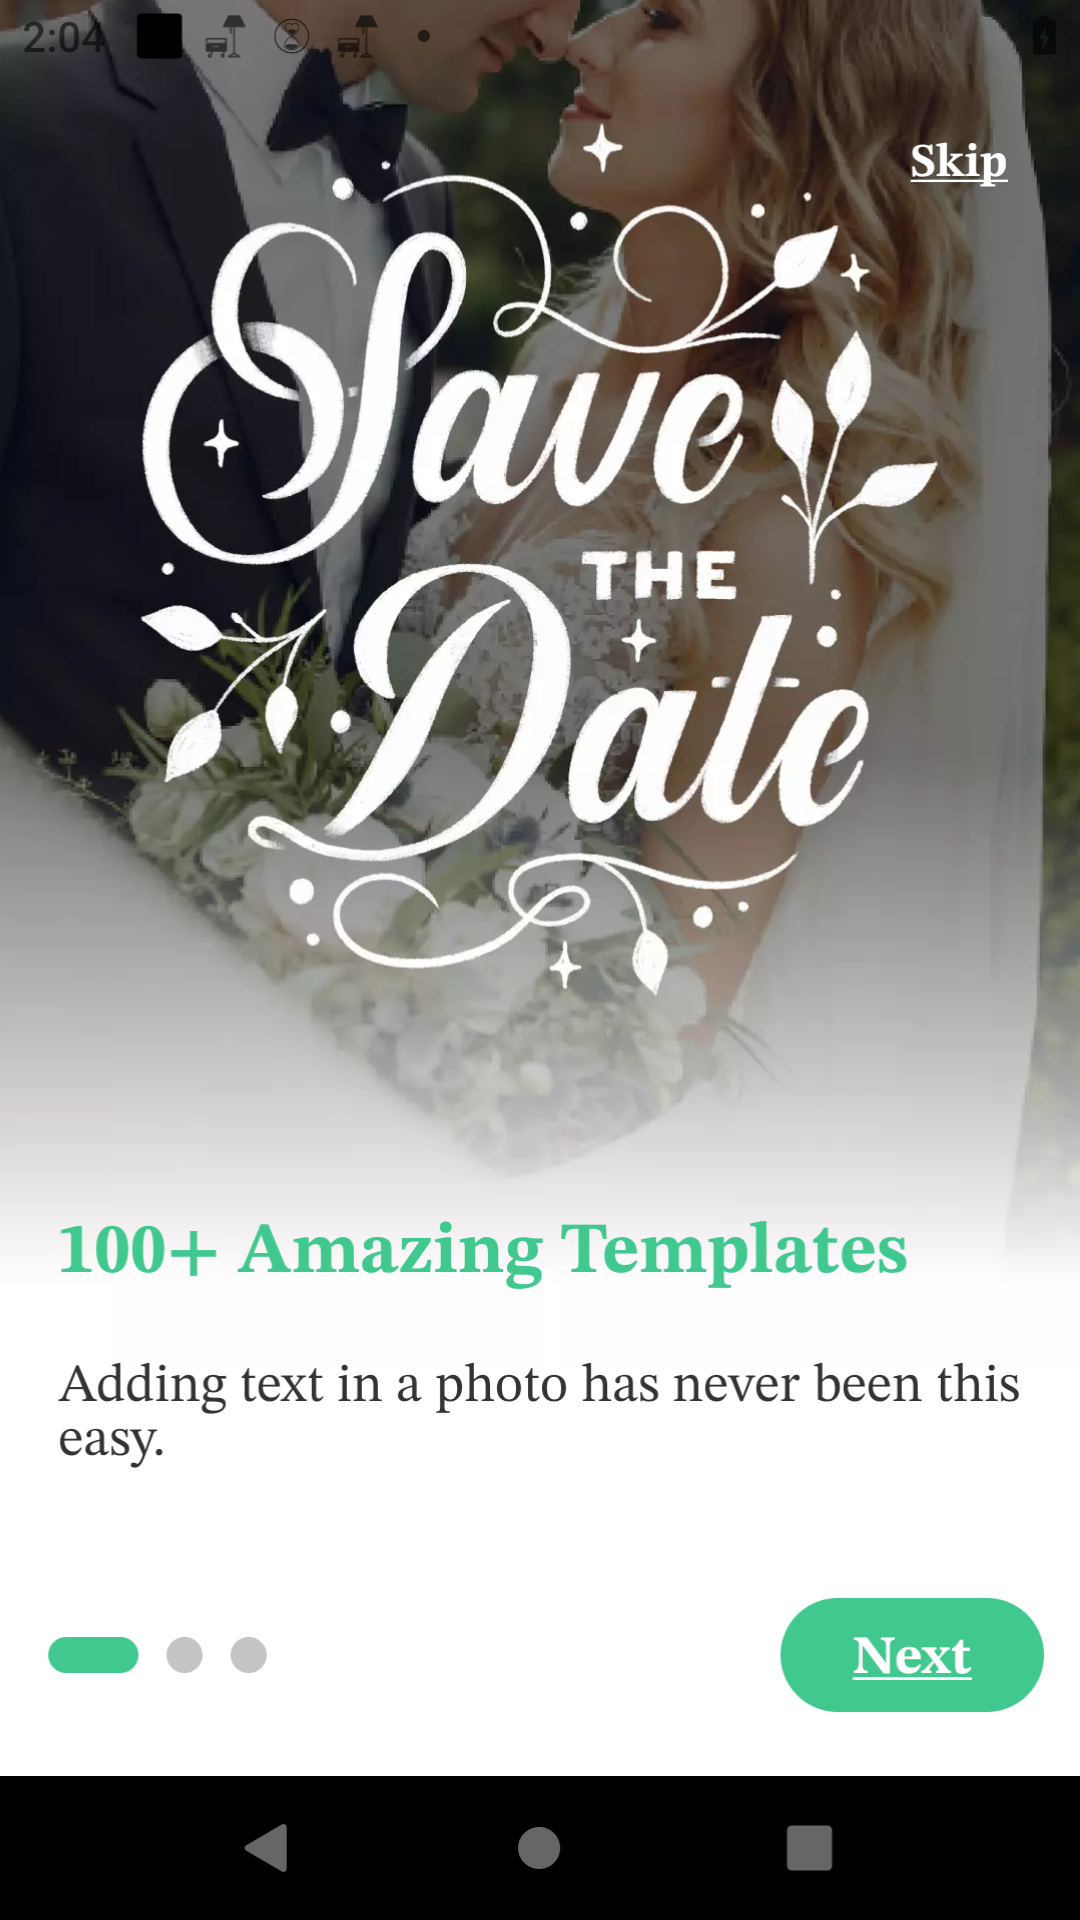 2:04
Skip
Save
THE
Date
100+ Amazing Templates
Adding text in a photo has never been this
easy.
Next